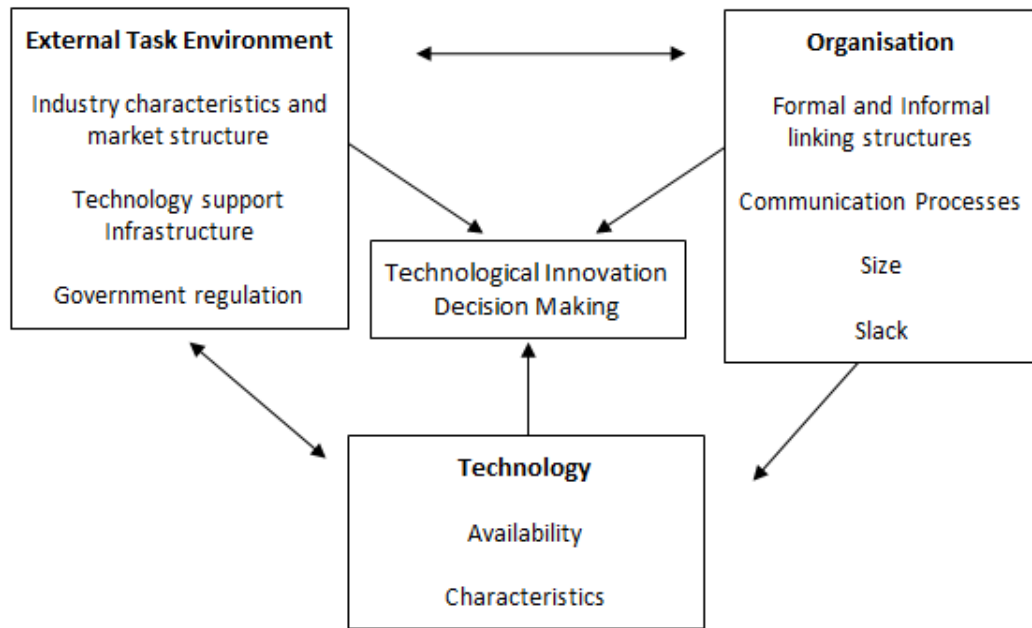 External Task Environment
Industry characteristics and
market structure
Technology support
Infrastructure
Government regulation
Organisation
Formal and Informal
linking structures
Communication Processes
Size
Slack
Technological Innovation
Decision Making
Technology
Availability
Characteristics